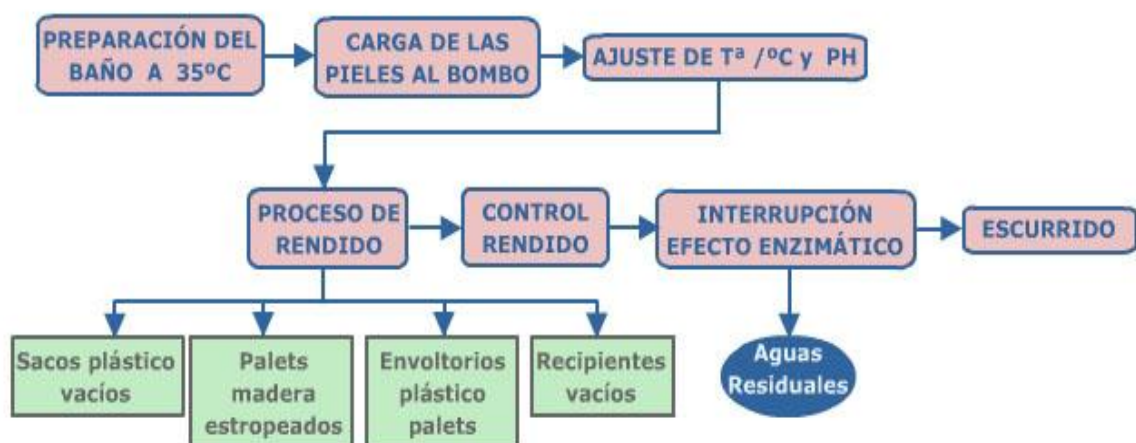 PREPARACIÓN DEL
BAÑO A 35ºC
CARGA DE LAS
PIELES AL BOMBO
AJUSTE DE Tª /ºC y PH
PROCESO DE
RENDIDO
CONTROL
RENDIDO
INTERRUPCIÓN
EFECTO ENZIMÁTICO
ESCURRIDO
Sacos plástico
vacíos
Palets
madera
estropeados
Envoltorios
plástico
palets
Recipientes
vacíos
Aguas
Residuales